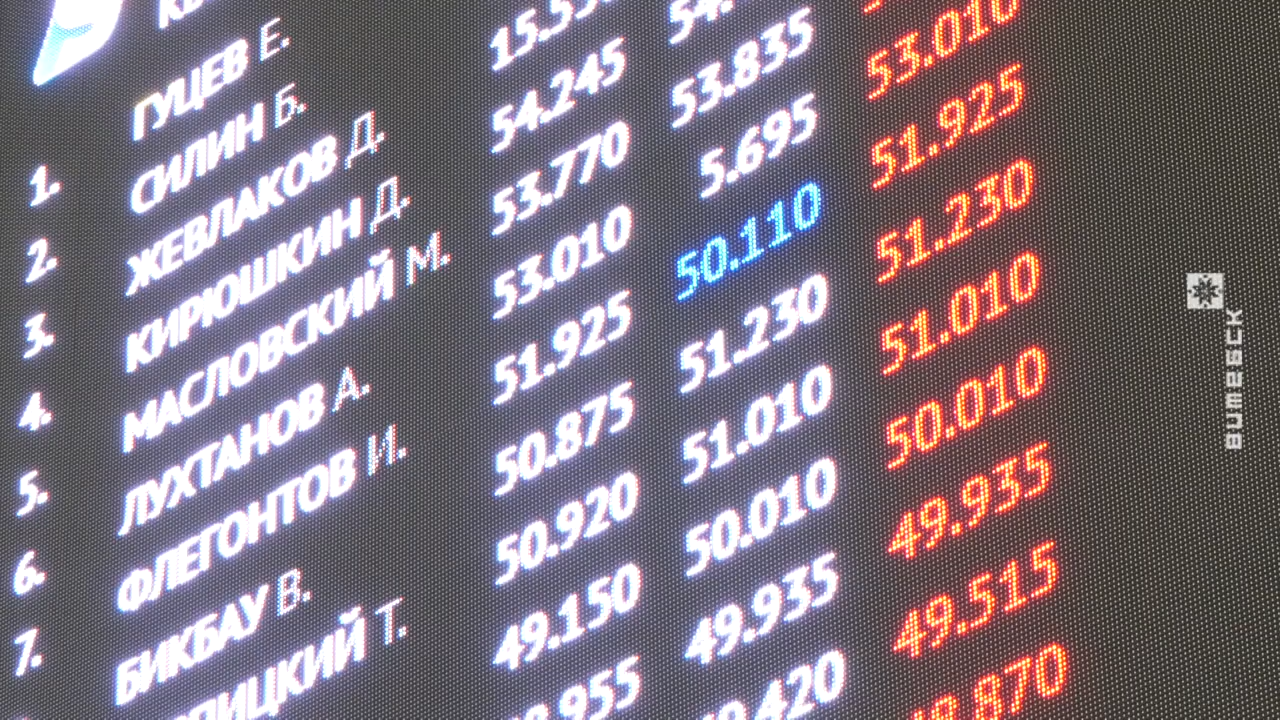 1. ГУЦЕВ Е.
2. СИЛИН Б.
3. ЖЕВЛАКОВ Д.
4. КИРЮШКИН Д. 54.245
5. МАСЛОВСКИЙ М. 53.770 53.835
6. ЛУХТАНОВ А. 53.010 5.695 53.010
7. ФЛЕГОНТОВ И. 51.925 50.110 51.925
БИКБАУ В. 50.875 51.230 51.230
Т. 50.920 51.010 51.010
49.150 50.010 50.010
49.935 49.935
49.515